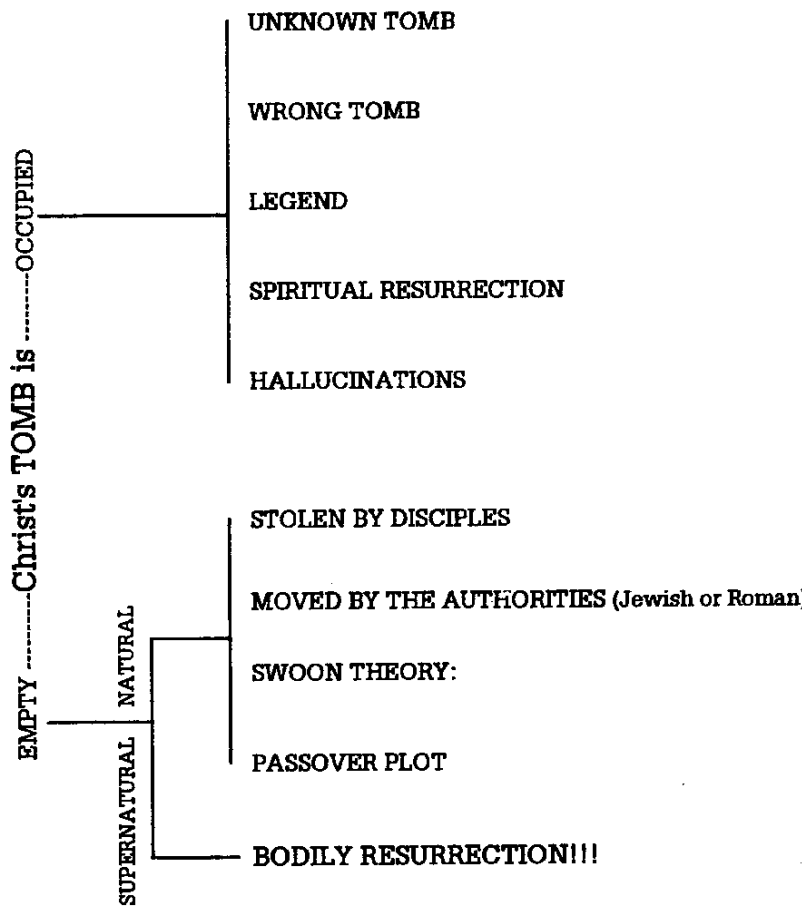 UNKNOWN TOMB
WRONG TOMB
LEGEND
SPIRITUAL RESURRECTION
HALLUCINATIONS
EMPTY ---------Christ's TOMB is ---------OCCUPIED
STOLEN BY DISCIPLES
MOVED BY THE AUTHORITIES (Jewish or Roman)
SWOON THEORY:
PASSOVER PLOT
SUPERNATURAL NATURAL
BODILY RESURRECTION!!!